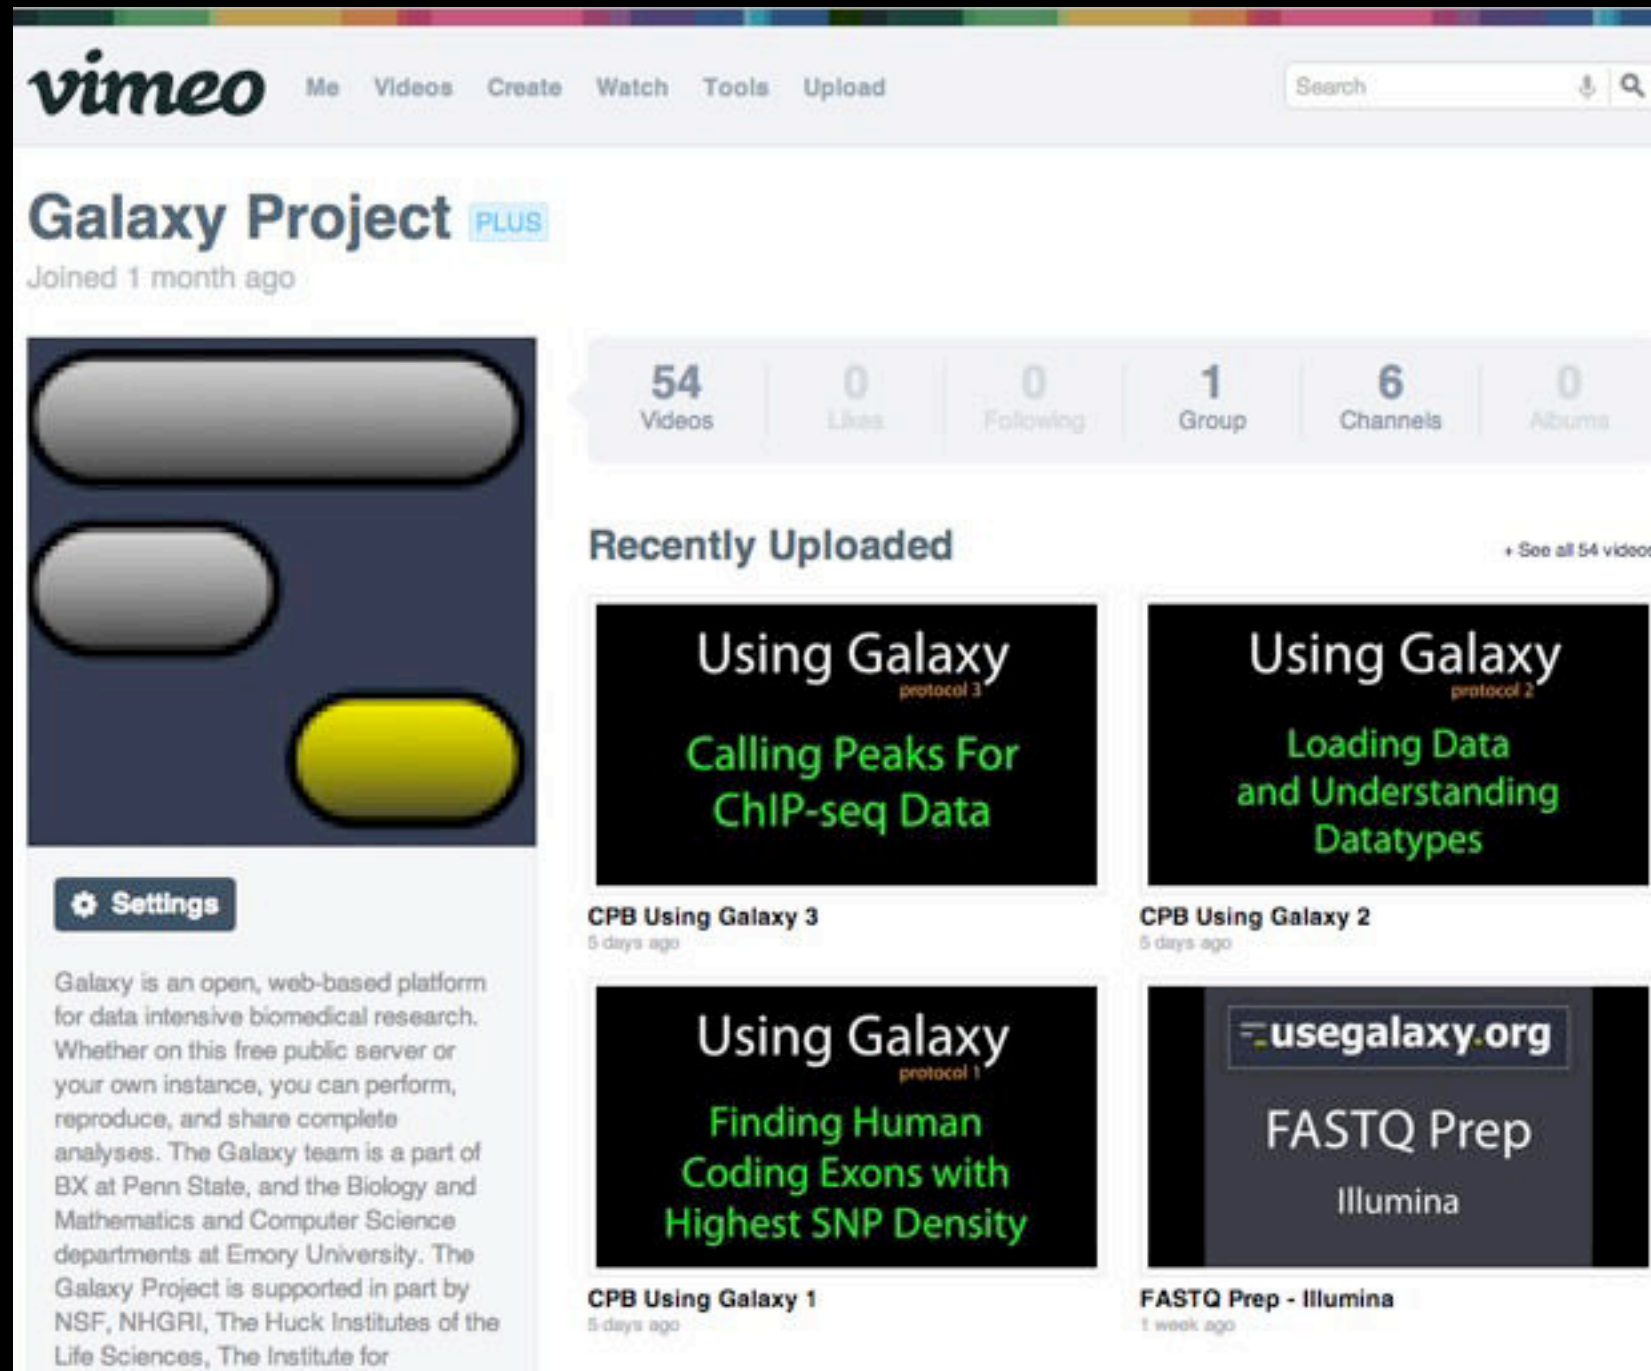 vimeo Me Videos Create Watch Tools Upload Search
Galaxy Project PLUS
Joined 1 month ago
54 Videos
0 Likes
0 Following
1 Group
6 Channels
0 Albums
Settings
Galaxy is an open, web-based platform
for data intensive biomedical research.
Whether on this free public server or
your own instance, you can perform,
reproduce, and share complete
analyses. The Galaxy team is a part of
BX at Penn State, and the Biology and
Mathematics and Computer Science
departments at Emory University. The
Galaxy Project is supported in part by
NSF, NHGRI, The Huck Institutes of the
Life Sciences, The Institute for
Recently Uploaded
+ See all 54 videos
Using Galaxy
protocol 3
Calling Peaks For
ChIP-seq Data
CPB Using Galaxy 3
5 days ago
Using Galaxy
protocol 2
Loading Data
and Understanding
Datatypes
CPB Using Galaxy 2
5 days ago
Using Galaxy
protocol 1
Finding Human
Coding Exons with
Highest SNP Density
CPB Using Galaxy 1
5 days ago
usegalaxy.org
FASTQ Prep
Illumina
FASTQ Prep - Illumina
1 week ago